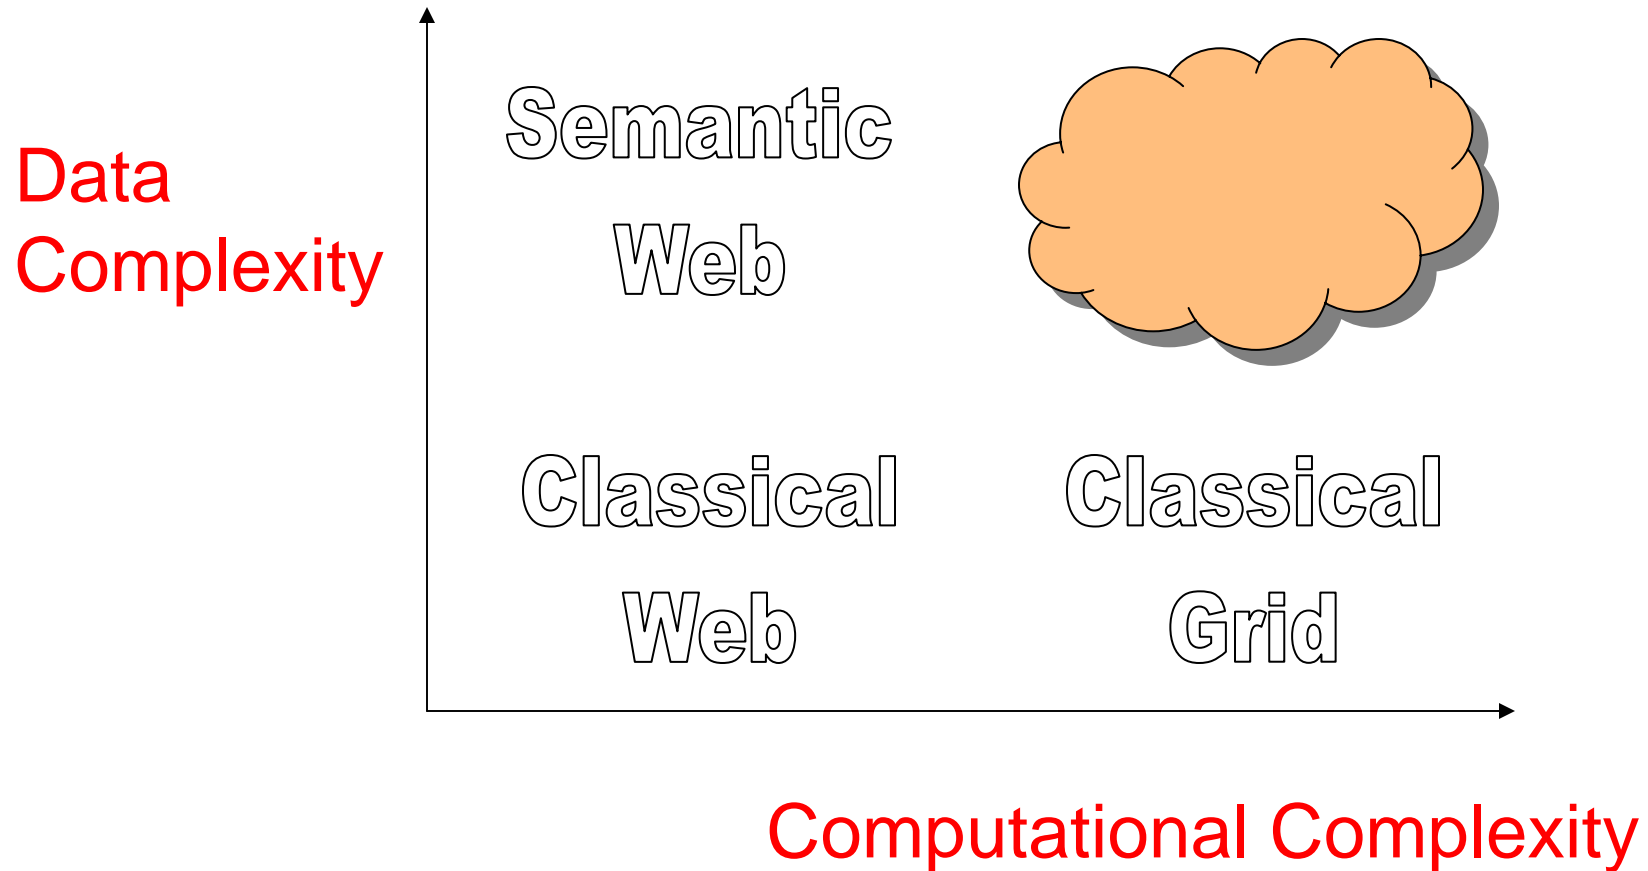 Data
Complexity
Semantic
Web
Classical
Web
Classical
Grid
Computational Complexity